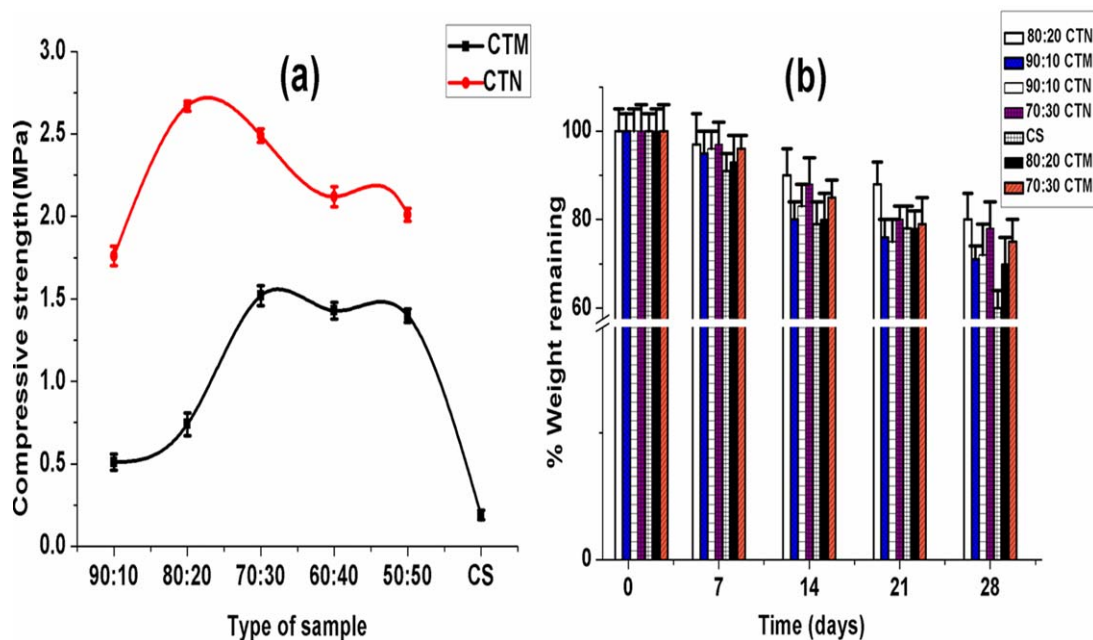 (a)
CTM
CTN
Compressive strength(MPa)
3.0
2.5
2.0
1.5
1.0
0.5
0.0
90:10 80:20 70:30 60:40 50:50 CS
Type of sample
(b)
80:20 CTN
90:10 CTM
90:10 CTN
70:30 CTN
CS
80:20 CTM
70:30 CTM
% Weight remaining
100
80
60
0
0 7 14 21 28
Time (days)